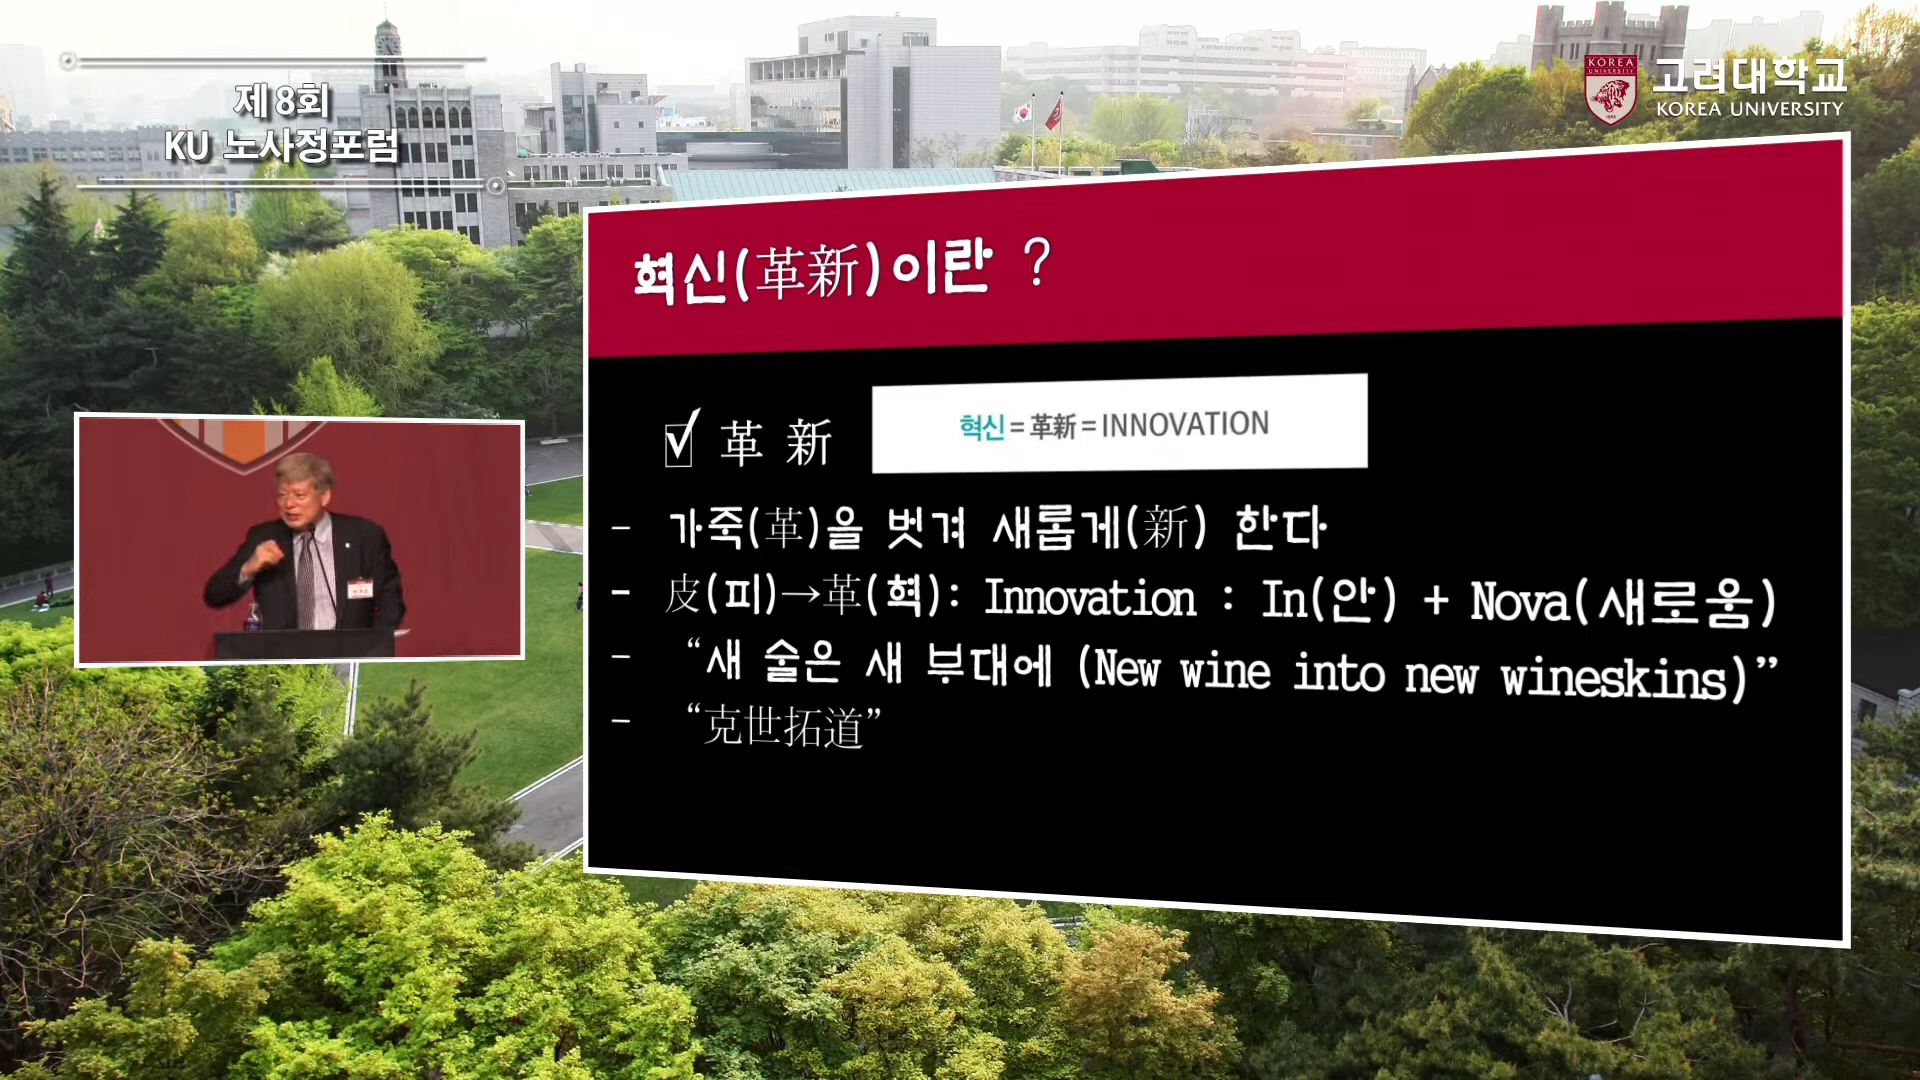 제 8회
KU 노사정포럼
KOREA
UNIVERSITY
고려대학교
KOREA UNIVERSITY
혁신(革新)이란 ?
革 新
혁신 = 革新 = INNOVATION
- 가죽(革)을 벗겨 새롭게(新) 한다
- 皮(피)→革(혁): Innovation : In(안) + Nova(새로움)
- “새 술은 새 부대에 (New wine into new wineskins)”
- “克世拓道”